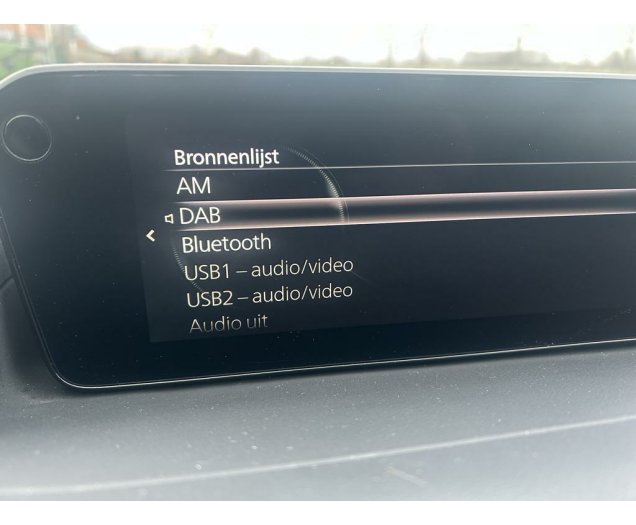 Bronnenlijst
AM
DAB
Bluetooth
USB1 – audio/video
USB2 – audio/video
Audio uit